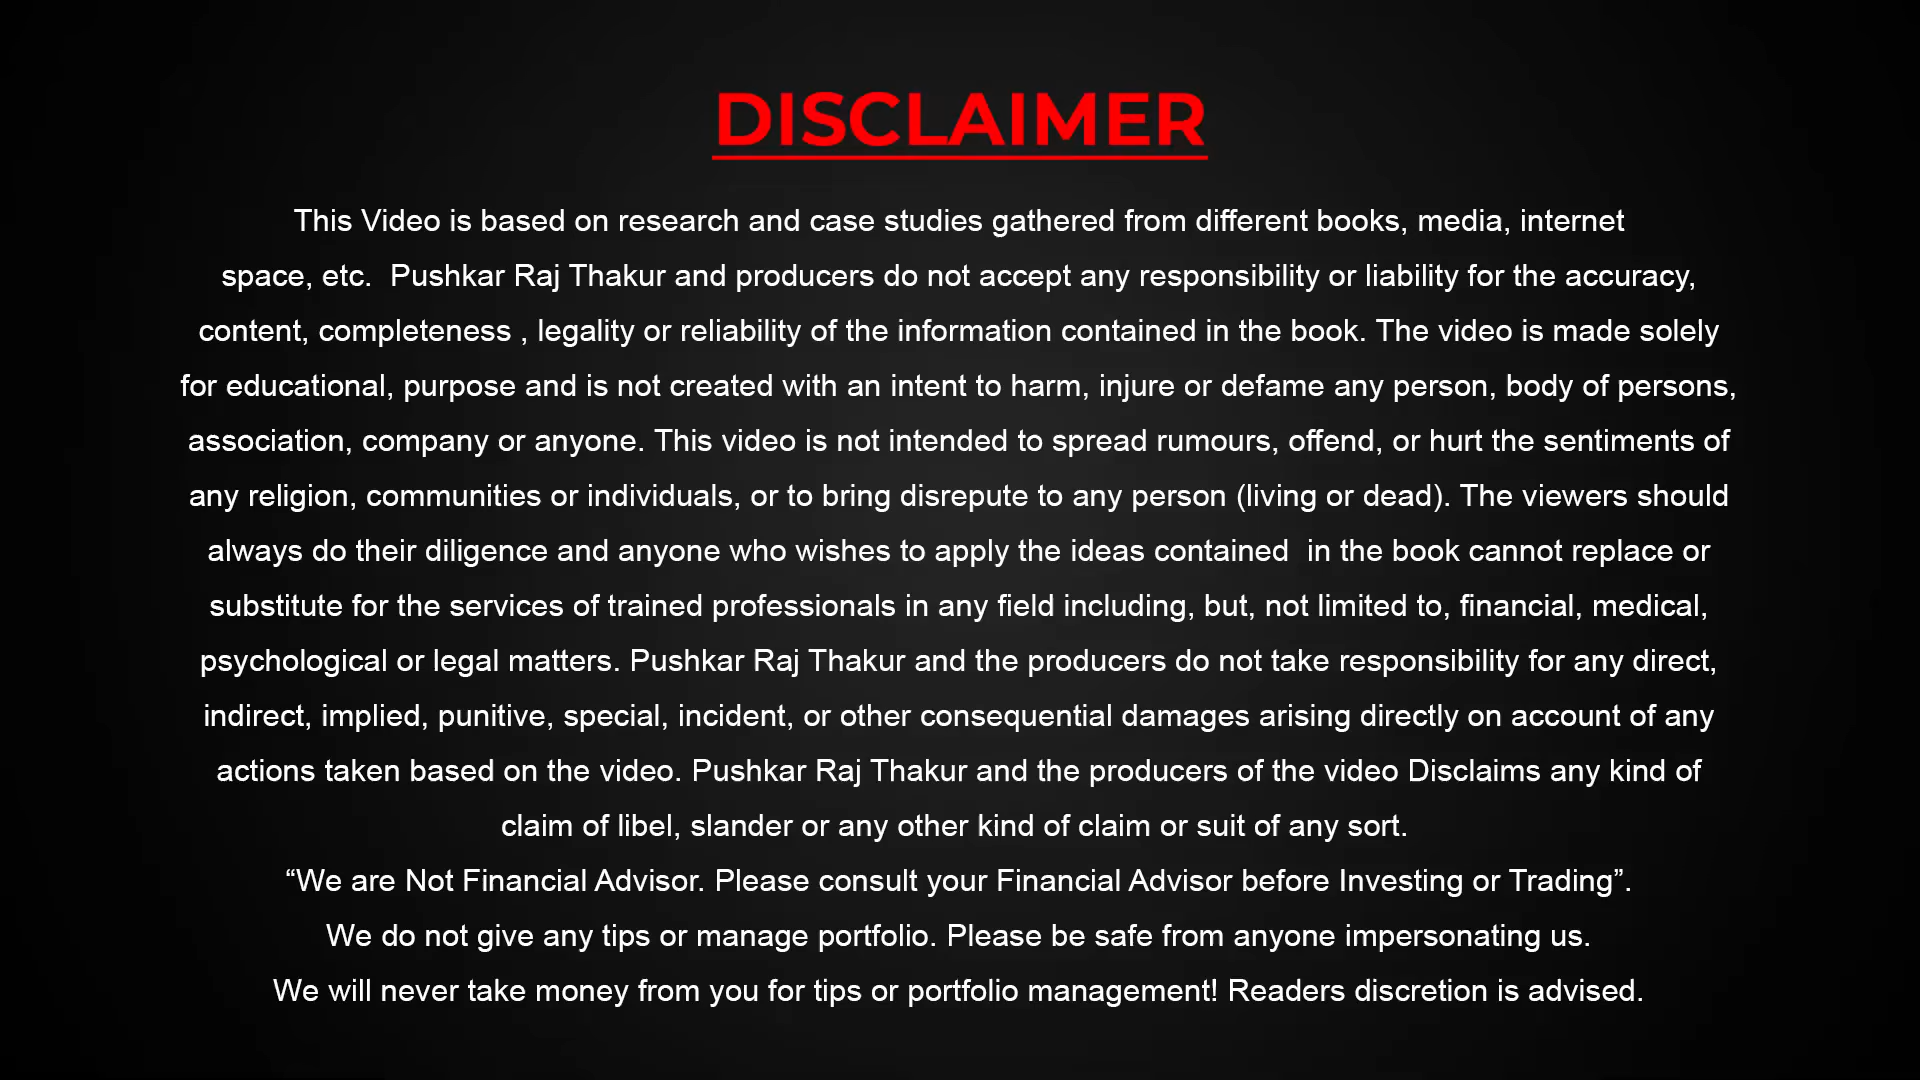 DISCLAIMER
This Video is based on research and case studies gathered from different books, media, internet
space, etc.  Pushkar Raj Thakur and producers do not accept any responsibility or liability for the accuracy,
content, completeness , legality or reliability of the information contained in the book. The video is made solely
for educational, purpose and is not created with an intent to harm, injure or defame any person, body of persons,
association, company or anyone. This video is not intended to spread rumours, offend, or hurt the sentiments of
any religion, communities or individuals, or to bring disrepute to any person (living or dead). The viewers should
always do their diligence and anyone who wishes to apply the ideas contained  in the book cannot replace or
substitute for the services of trained professionals in any field including, but, not limited to, financial, medical,
psychological or legal matters. Pushkar Raj Thakur and the producers do not take responsibility for any direct,
indirect, implied, punitive, special, incident, or other consequential damages arising directly on account of any
actions taken based on the video. Pushkar Raj Thakur and the producers of the video Disclaims any kind of
claim of libel, slander or any other kind of claim or suit of any sort.
“We are Not Financial Advisor. Please consult your Financial Advisor before Investing or Trading”.
We do not give any tips or manage portfolio. Please be safe from anyone impersonating us.
We will never take money from you for tips or portfolio management! Readers discretion is advised.